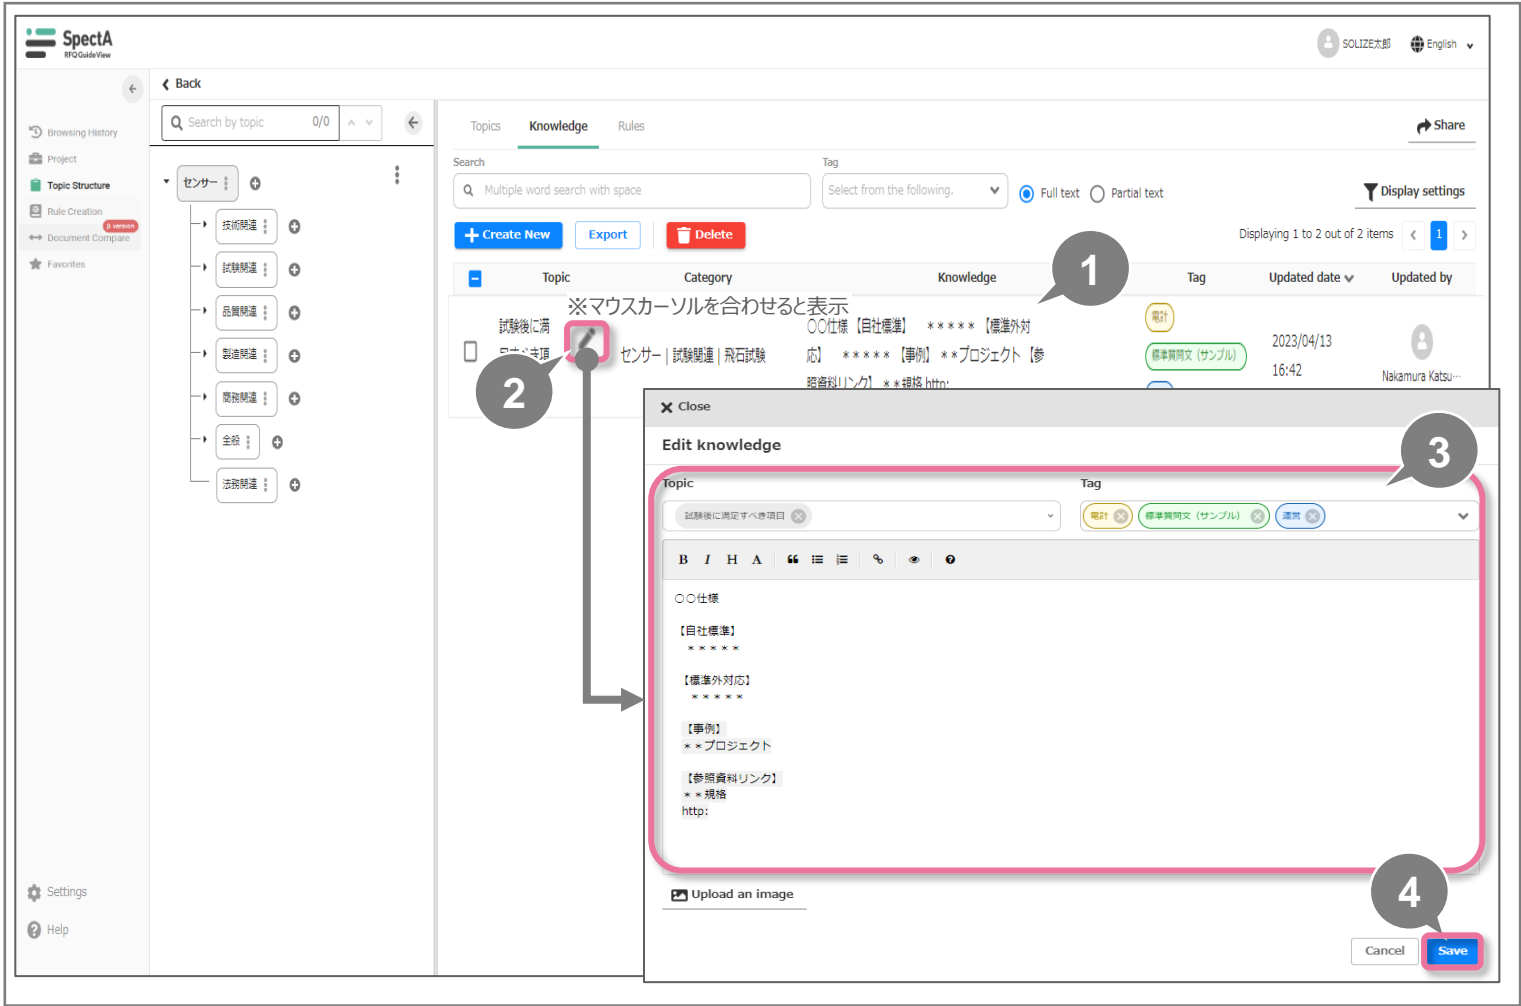 SpectA
RFQ GuideView
SOLIZE太郎
English
Back
Search by topic 0/0
Browsing History
Project
Topic Structure
Rule Creation
β version
Document Compare
Favorites
Settings
Help
センサー
技術関連
試験関連
品質関連
製造関連
商務関連
全般
法務関連
Topics Knowledge Rules
Share
Search
Tag
Multiple word search with space
Select from the following.
Full text Partial text
Display settings
Create New Export Delete
Displaying 1 to 2 out of 2 items 1
Topic Category Knowledge Tag Updated date Updated by
1
※マウスカーソルを合わせると表示
試験後に満
センサー | 試験関連 | 飛石試験
〇〇仕様【自社標準】 *****【標準外対
応】 *****【事例】**プロジェクト【参
照資料リンク】**規格 http:
電計
標準質問文（サンプル）
2023/04/13
16:42
Nakamura Katsu…
2
Close
Edit knowledge
3
Topic
Tag
試験後に満足すべき項目
電計 標準質問文（サンプル） 運営
B I H A
〇〇仕様
【自社標準】
*****
【標準外対応】
*****
【事例】
**プロジェクト
【参照資料リンク】
**規格
http:
Upload an image
4
Cancel Save